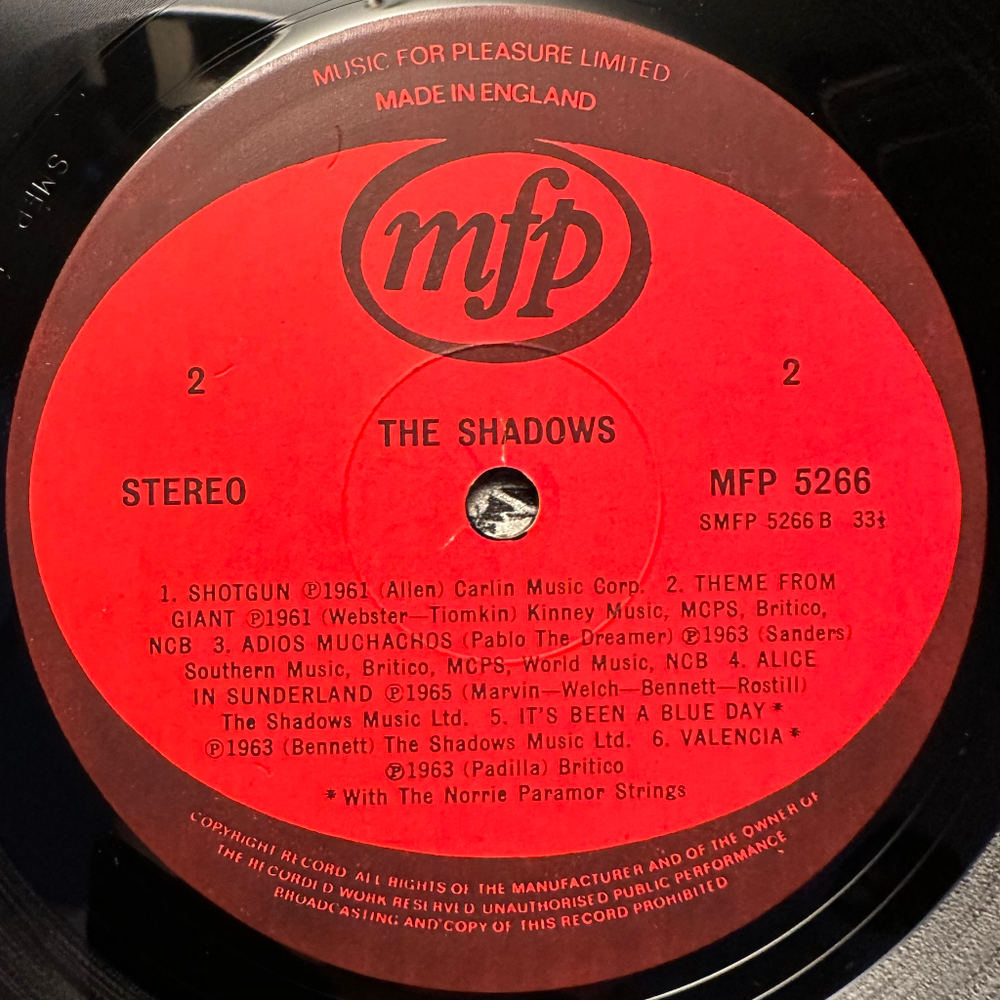 MUSIC FOR PLEASURE LIMITED
MADE IN ENGLAND
mfp
2
2
THE SHADOWS
STEREO
MFP 5266
SMFP 5266 B 33⅓
1. SHOTGUN ℗1961 (Allen) Carlin Music Corp. 2. THEME FROM
GIANT ℗1961 (Webster—Tiomkin) Kinney Music, MCPS, Britico,
NCB 3. ADIOS MUCHACHOS (Pablo The Dreamer) ℗1963 (Sanders)
Southern Music, Britico, MCPS, World Music, NCB 4. ALICE
IN SUNDERLAND ℗1965 (Marvin—Welch—Bennett—Rostill)
The Shadows Music Ltd. 5. IT'S BEEN A BLUE DAY*
℗1963 (Bennett) The Shadows Music Ltd. 6. VALENCIA*
℗1963 (Padilla) Britico
*With The Norrie Paramor Strings
COPYRIGHT RECORD ALL RIGHTS OF THE MANUFACTURER AND OF THE OWNER OF
THE RECORDED WORK RESERVED UNAUTHORISED PUBLIC PERFORMANCE
BROADCASTING AND COPY OF THIS RECORD PROHIBITED